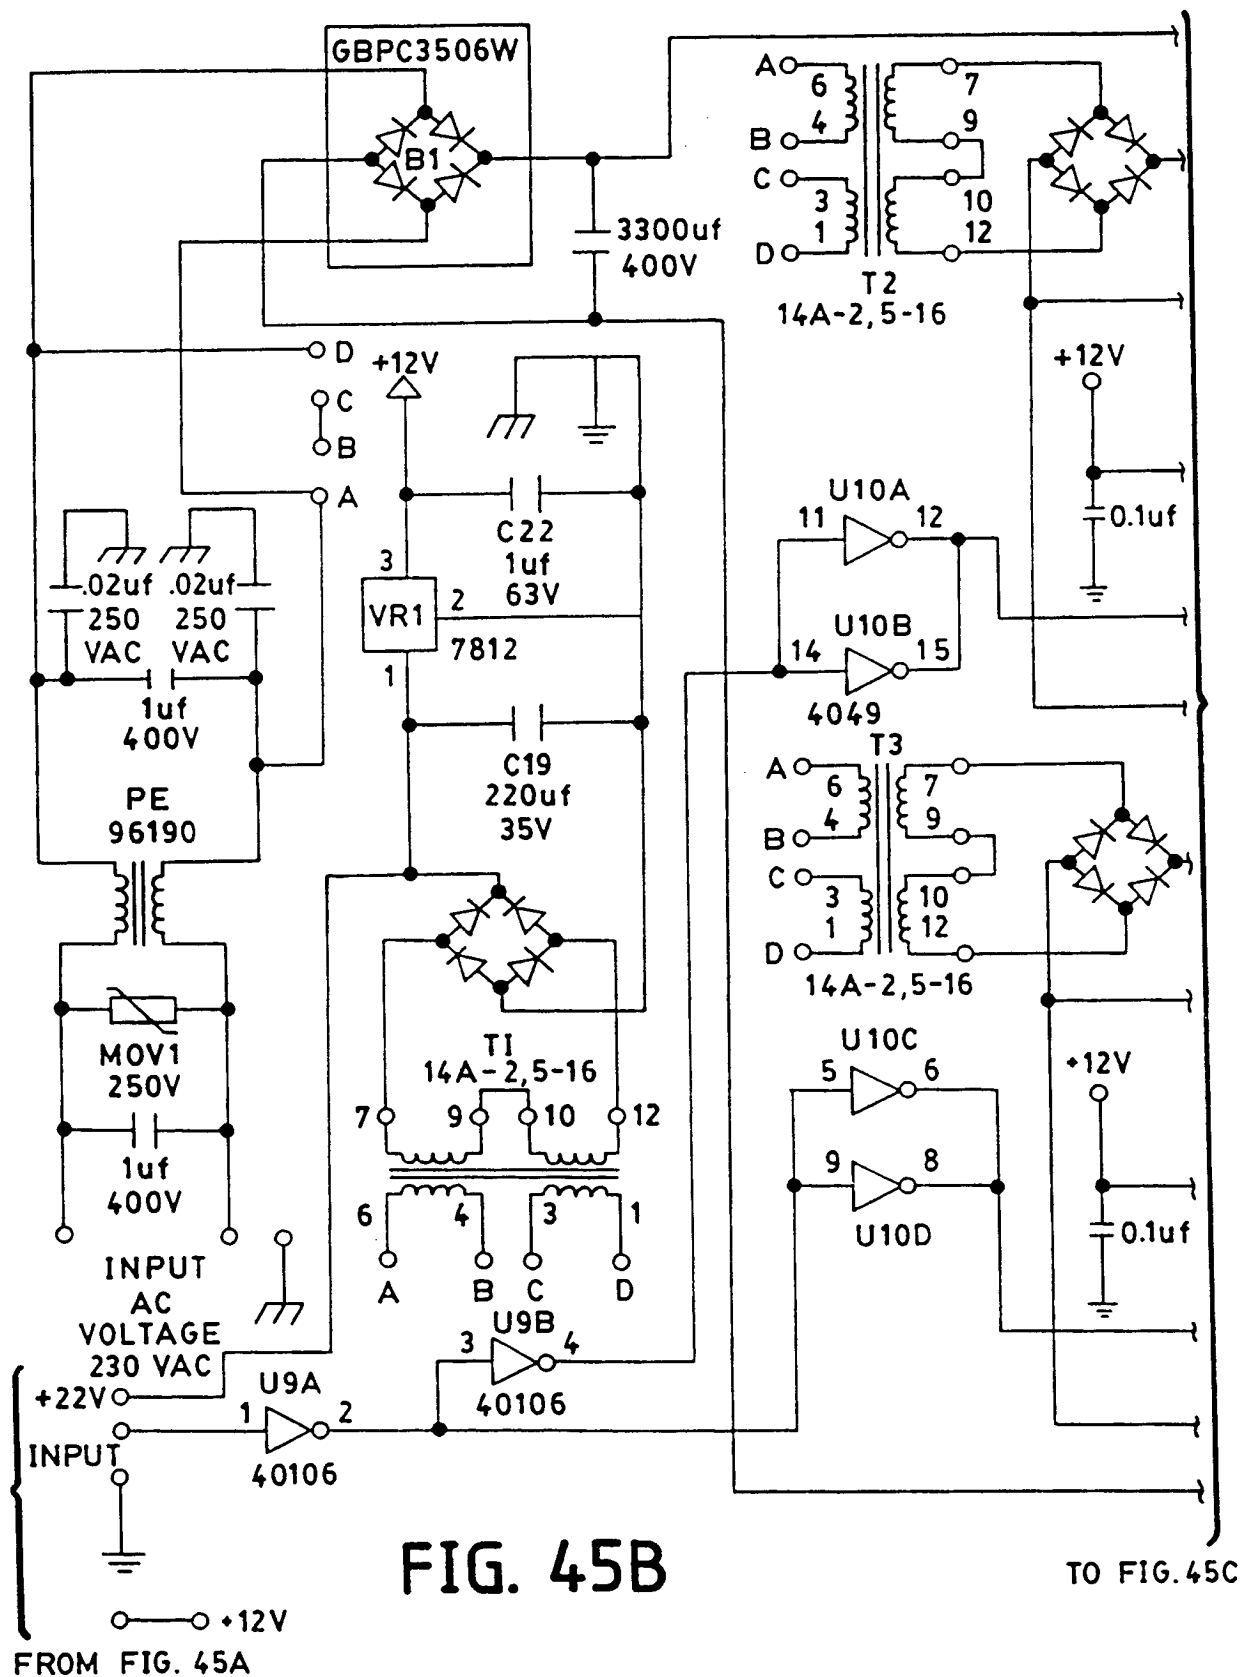 GBPC3506W
B1
3300uf
400V
A
6
4
B
C
3
1
D
7
9
10
12
T2
14A-2,5-16
D
C
B
A
+12V
C22
1uf
63V
3
VR1
2
7812
1
C19
220uf
35V
.02uf
250
VAC
.02uf
250
VAC
1uf
400V
PE
96190
MOV1
250V
1uf
400V
INPUT
AC
VOLTAGE
230 VAC
+12V
0.1uf
U10A
11
12
U10B
14
15
4049
T3
A
6
4
B
C
3
1
D
7
9
10
12
14A-2,5-16
T1
14A-2,5-16
7
9
10
12
6
4
3
1
A
B
C
D
U10C
5
6
9
8
U10D
+12V
0.1uf
U9B
3
4
40106
+22V
U9A
1
2
INPUT
40106
+12V
FIG. 45B
TO FIG.45C
FROM FIG. 45A